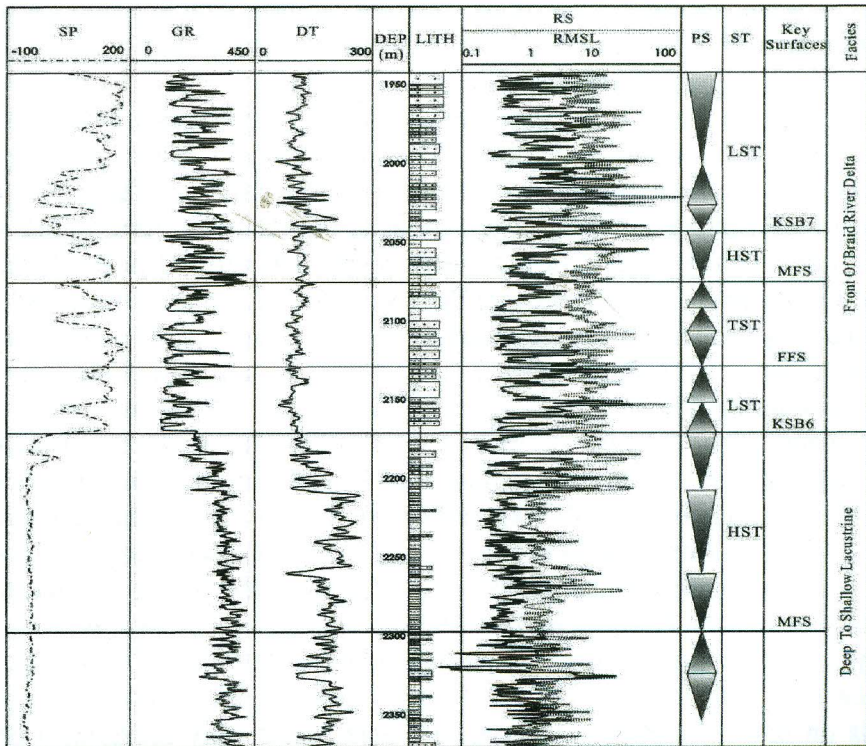 SP
-100 200
GR
0 450
DT
0 300
DEP
(m)
LITH
RS
RMSL
0.1 1 10 100
PS
ST
Key
Surfaces
Facies
1950
2000
2050
2100
2150
2200
2250
2300
2350
LST
HST
TST
LST
HST
KSB7
MFS
FFS
KSB6
MFS
Front Of Braid River Delta
Deep To Shallow Lacustrine